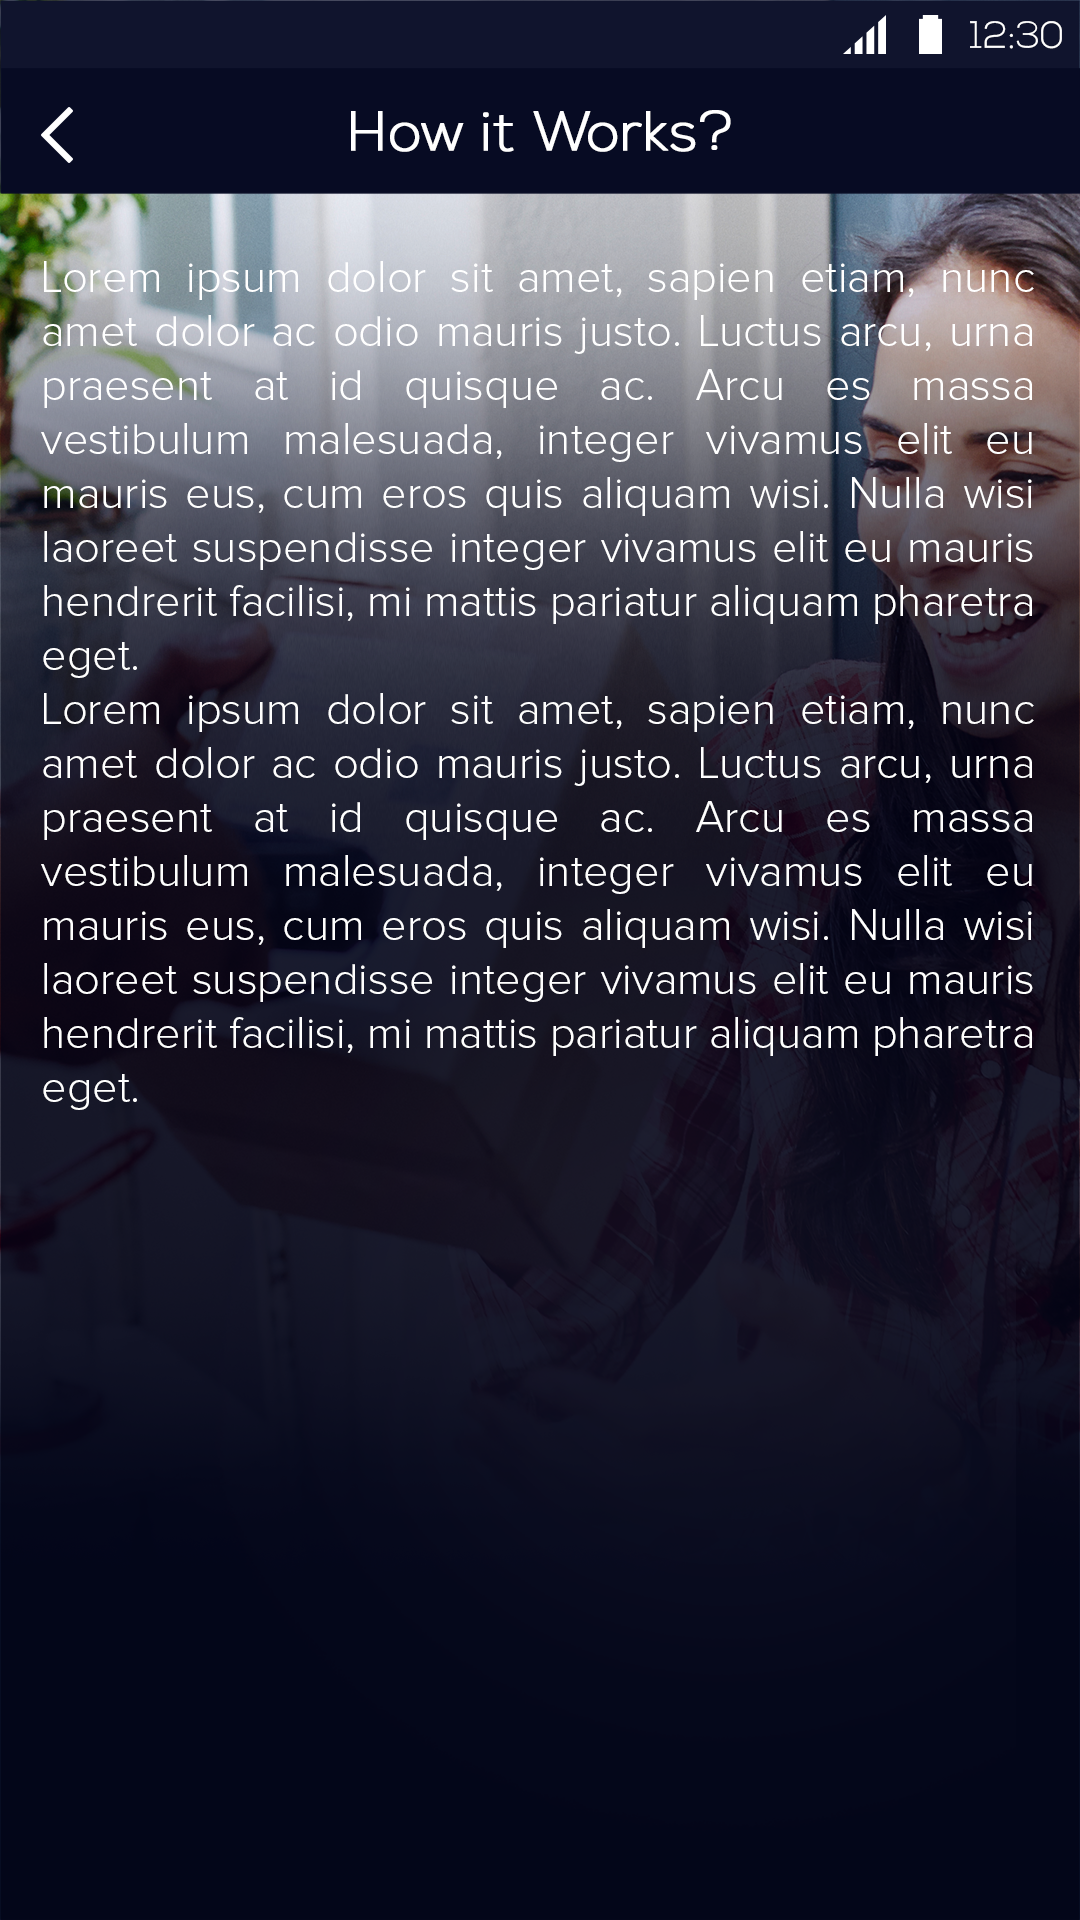 12:30
How it Works?
Lorem ipsum dolor sit amet, sapien etiam, nunc
amet dolor ac odio mauris justo. Luctus arcu, urna
praesent at id quisque ac. Arcu es massa
vestibulum malesuada, integer vivamus elit eu
mauris eus, cum eros quis aliquam wisi. Nulla wisi
laoreet suspendisse integer vivamus elit eu mauris
hendrerit facilisi, mi mattis pariatur aliquam pharetra
eget.
Lorem ipsum dolor sit amet, sapien etiam, nunc
amet dolor ac odio mauris justo. Luctus arcu, urna
praesent at id quisque ac. Arcu es massa
vestibulum malesuada, integer vivamus elit eu
mauris eus, cum eros quis aliquam wisi. Nulla wisi
laoreet suspendisse integer vivamus elit eu mauris
hendrerit facilisi, mi mattis pariatur aliquam pharetra
eget.